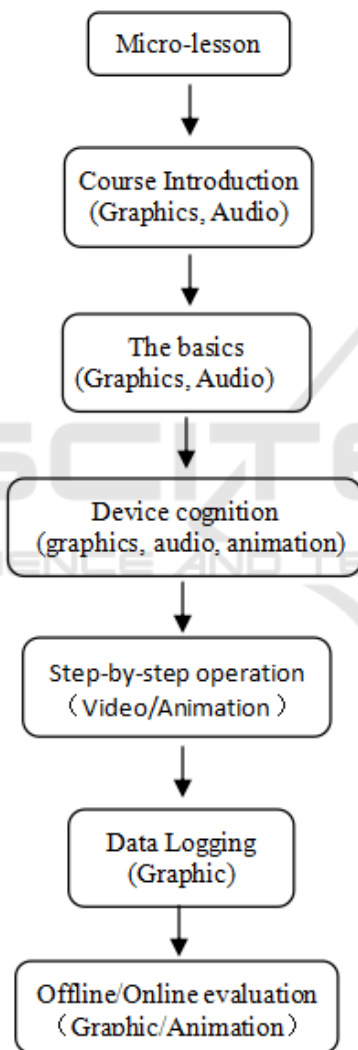 Micro-lesson
Course Introduction
(Graphics, Audio)
The basics
(Graphics, Audio)
Device cognition
(graphics, audio, animation)
Step-by-step operation
（Video/Animation）
Data Logging
(Graphic)
Offline/Online evaluation
（Graphic/Animation）